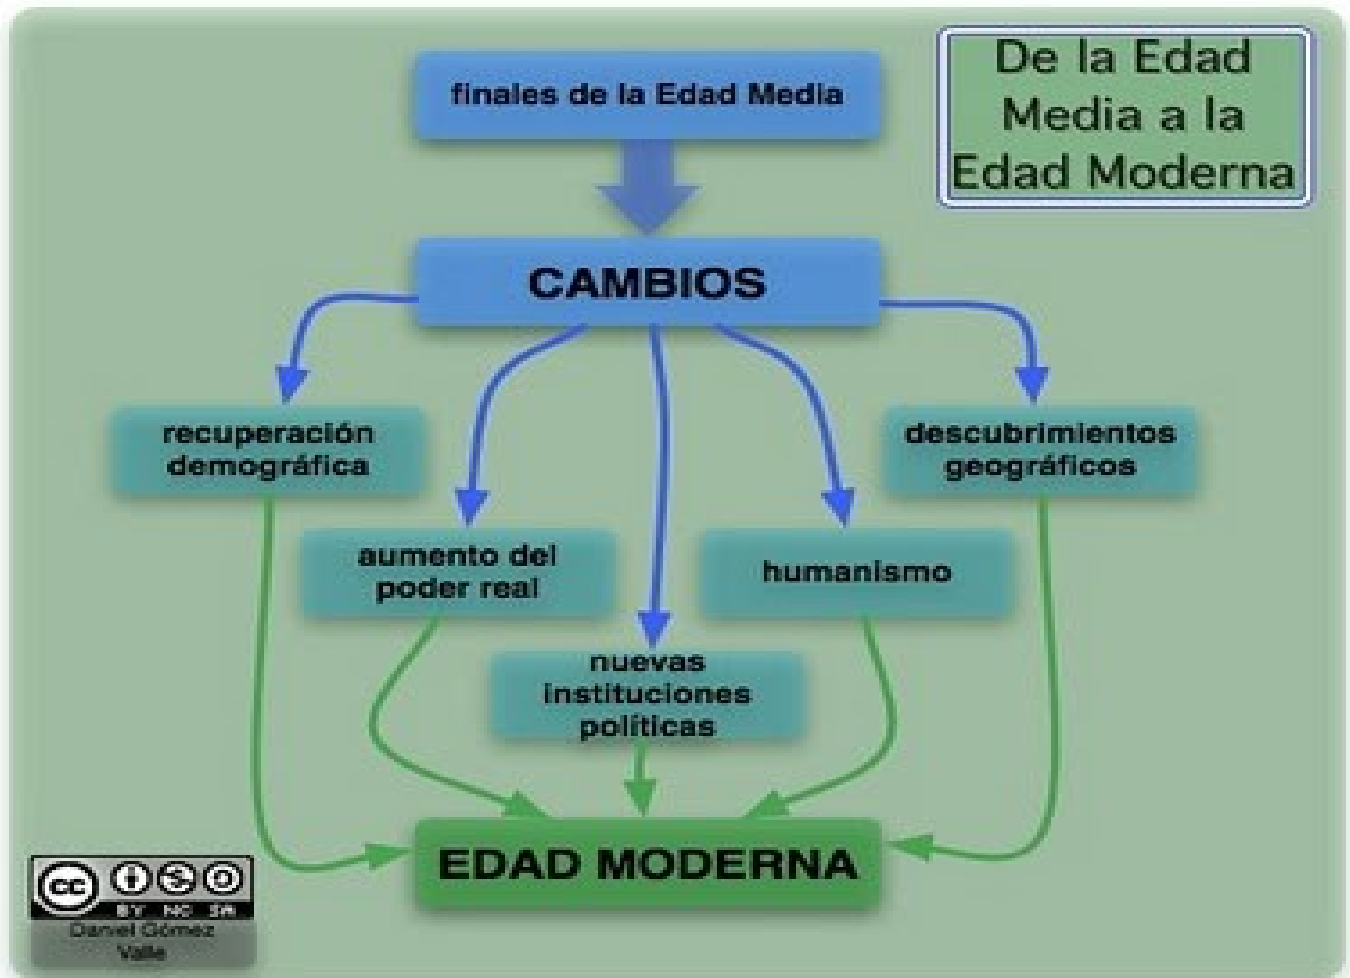 De la Edad
Media a la
Edad Moderna
finales de la Edad Media
CAMBIOS
recuperación
demográfica
descubrimientos
geográficos
aumento del
poder real
humanismo
nuevas
instituciones
políticas
EDAD MODERNA
cc
BY NC SA
Daniel Gómez
Valle